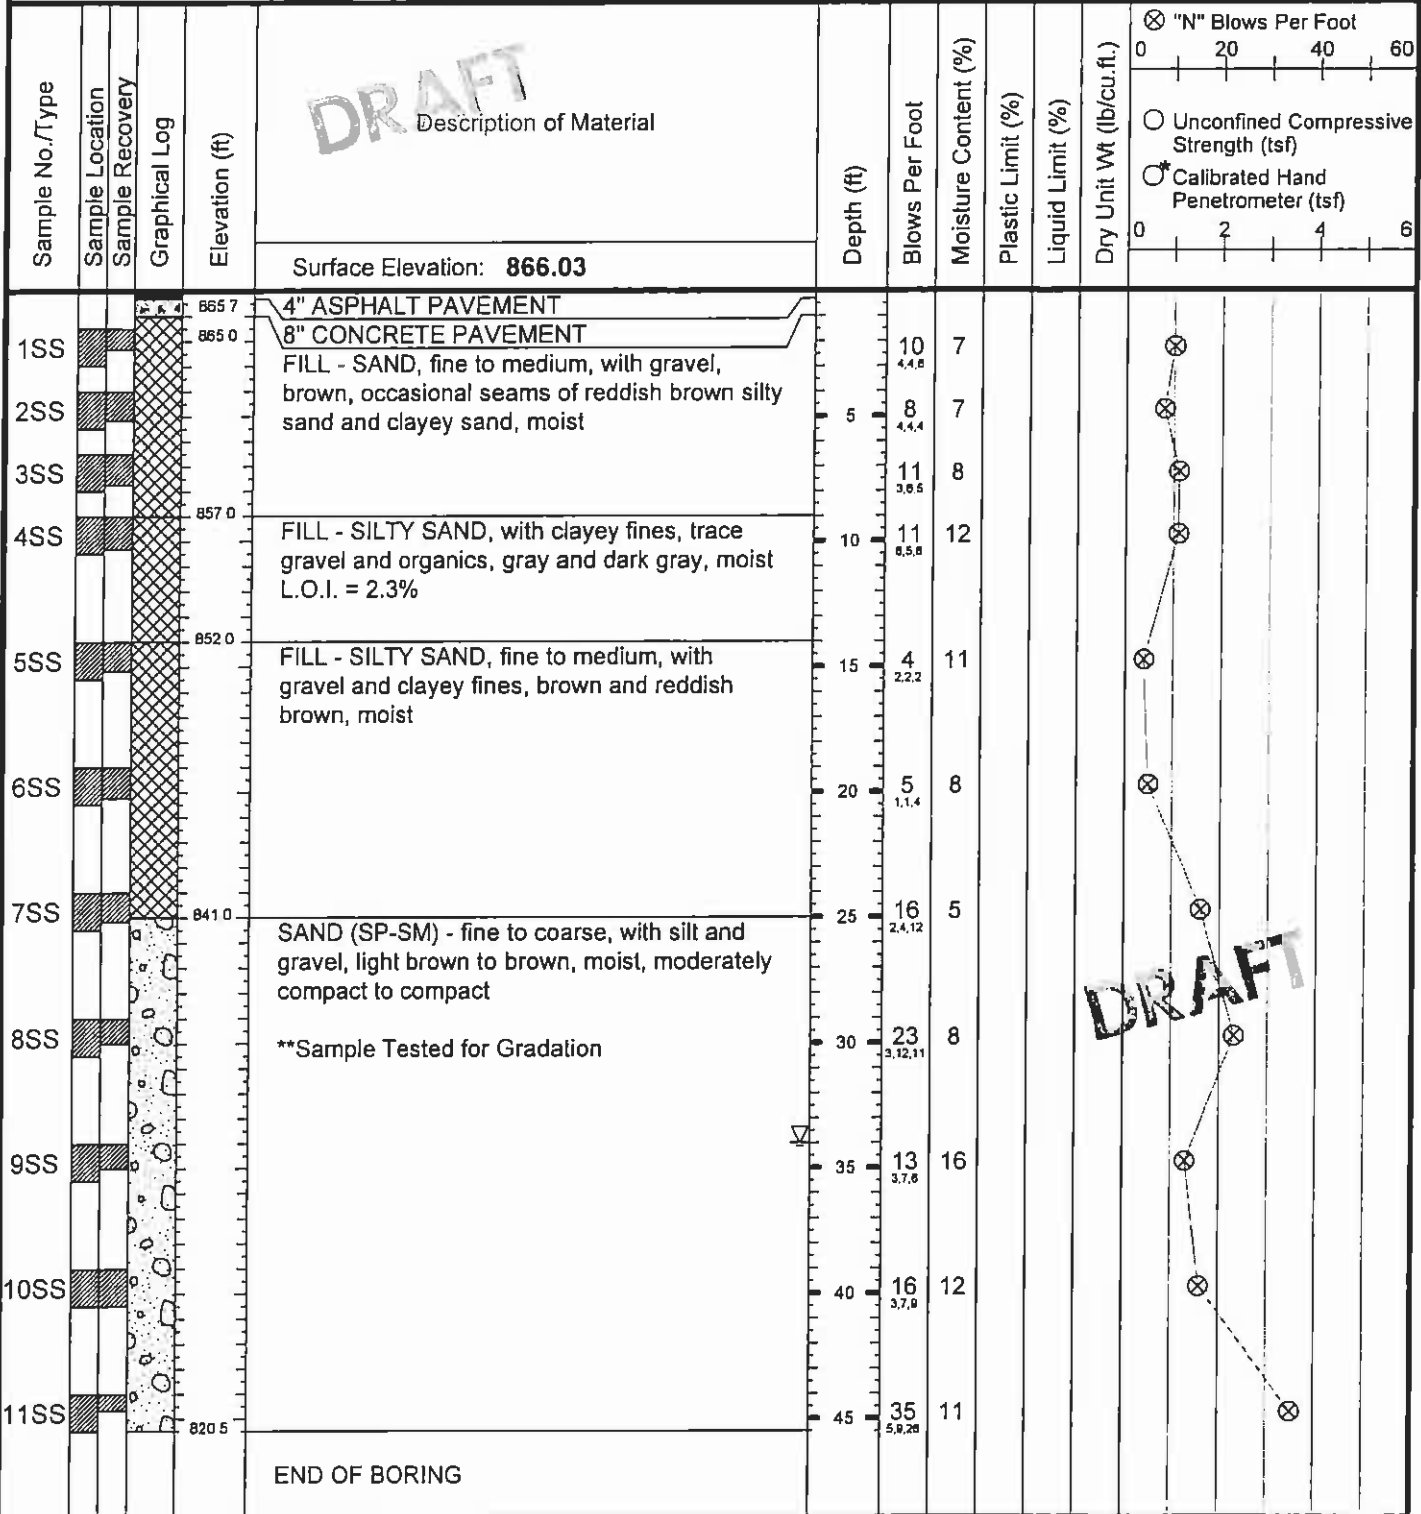 DRAFT
Sample No./Type
Sample Location
Sample Recovery
Graphical Log
Elevation (ft)
Description of Material
Surface Elevation: 866.03
Depth (ft)
Blows Per Foot
Moisture Content (%)
Plastic Limit (%)
Liquid Limit (%)
Dry Unit Wt (lb/cu.ft.)
"N" Blows Per Foot
0 20 40 60
Unconfined Compressive
Strength (tsf)
* Calibrated Hand
Penetrometer (tsf)
0 2 4 6
865 7 4" ASPHALT PAVEMENT
865 0 8" CONCRETE PAVEMENT
1SS 10 7
FILL - SAND, fine to medium, with gravel,
brown, occasional seams of reddish brown silty
sand and clayey sand, moist
2SS 5 8 7
4,4,4
3SS 11 8
857 0
FILL - SILTY SAND, with clayey fines, trace
gravel and organics, gray and dark gray, moist
L.O.I. = 2.3%
4SS 10 11 12
852 0
FILL - SILTY SAND, fine to medium, with
gravel and clayey fines, brown and reddish
brown, moist
5SS 15 4 11
2,2,2
6SS 20 5 8
1,1,4
7SS 841 0 25 16 5
2,4,12
SAND (SP-SM) - fine to coarse, with silt and
gravel, light brown to brown, moist, moderately
compact to compact
DRAFT
8SS 30 23 8
3,12,11
**Sample Tested for Gradation
9SS 35 13 16
3,7,6
10SS 40 16 12
3,7,9
11SS 45 35 11
5,9,26
820 5
END OF BORING